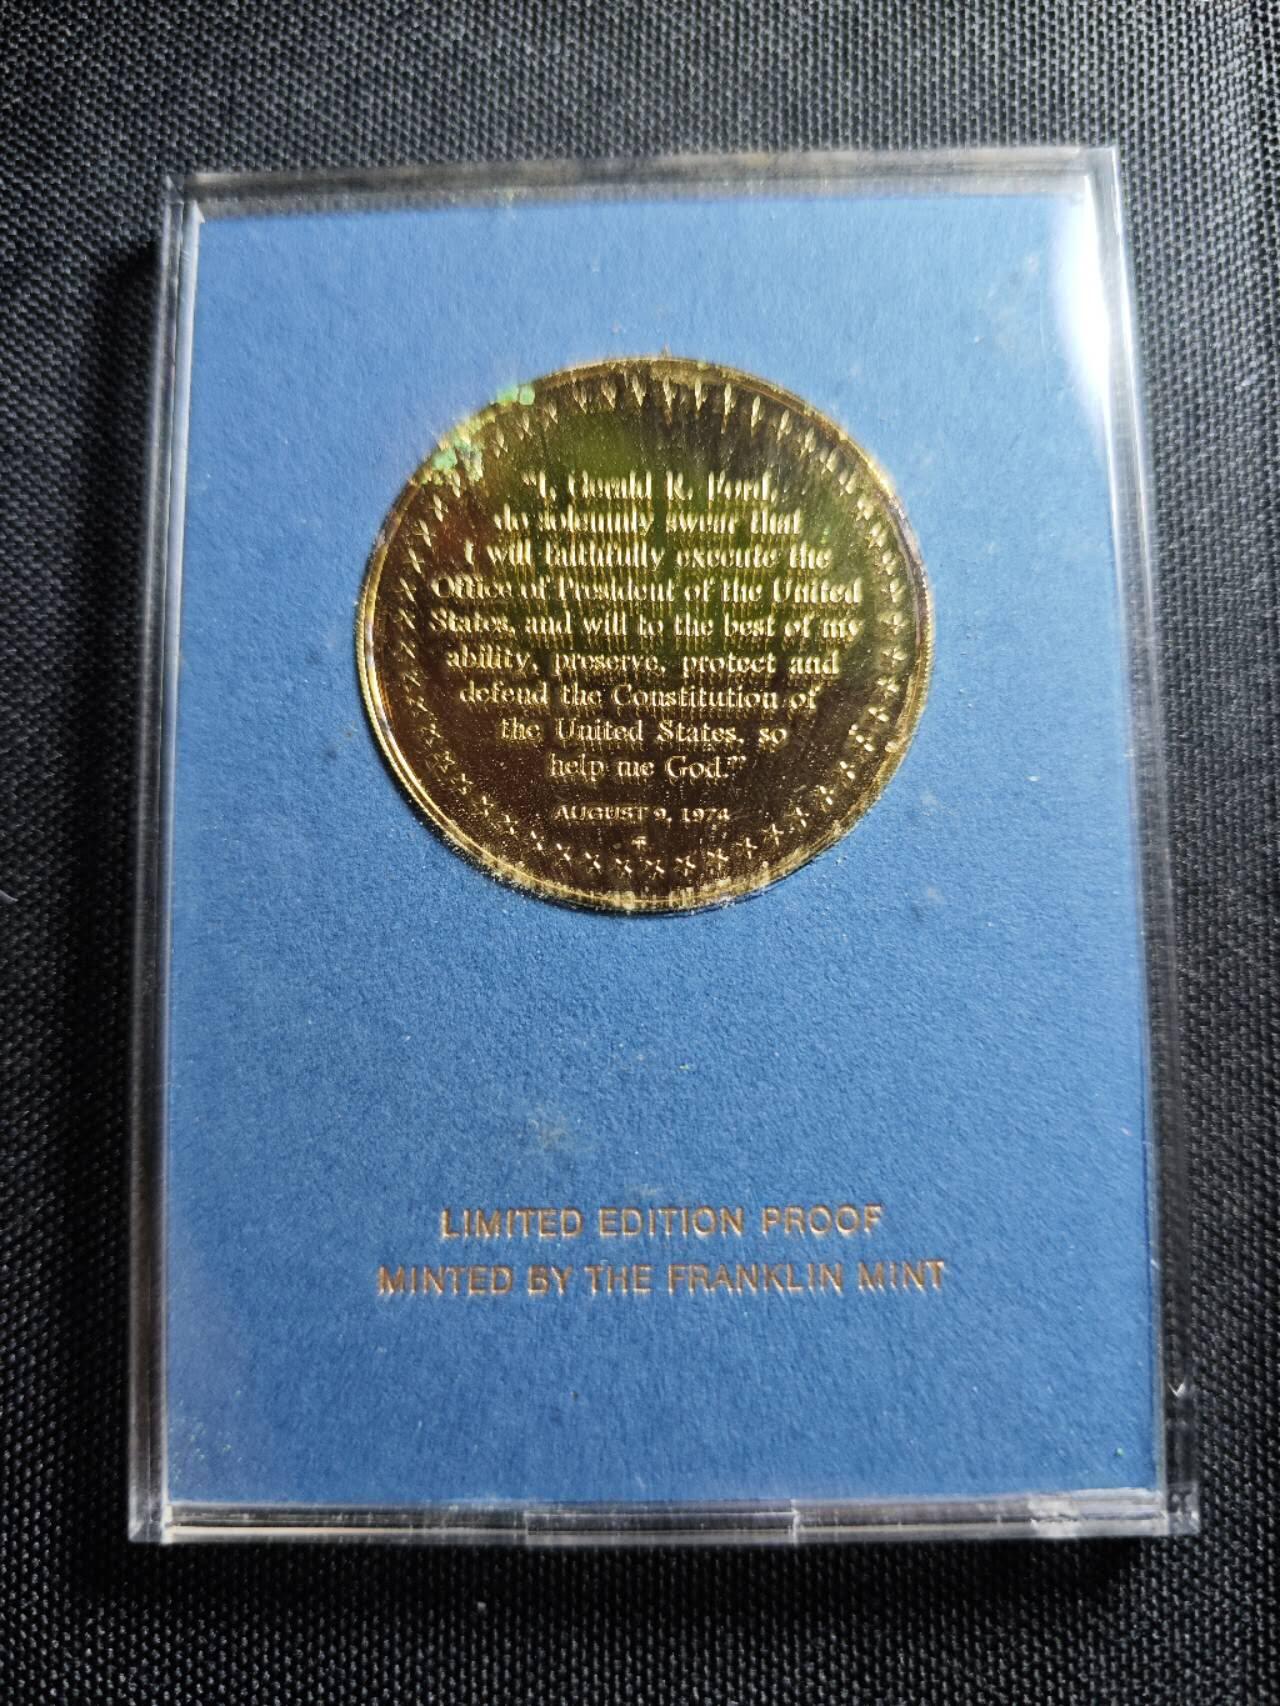 "I, Gerald R. Ford,
do solemnly swear that
I will faithfully execute the
Office of President of the United
States, and will to the best of my
ability, preserve, protect and
defend the Constitution of
the United States, so
help me God."
AUGUST 9, 1974
LIMITED EDITION PROOF
MINTED BY THE FRANKLIN MINT